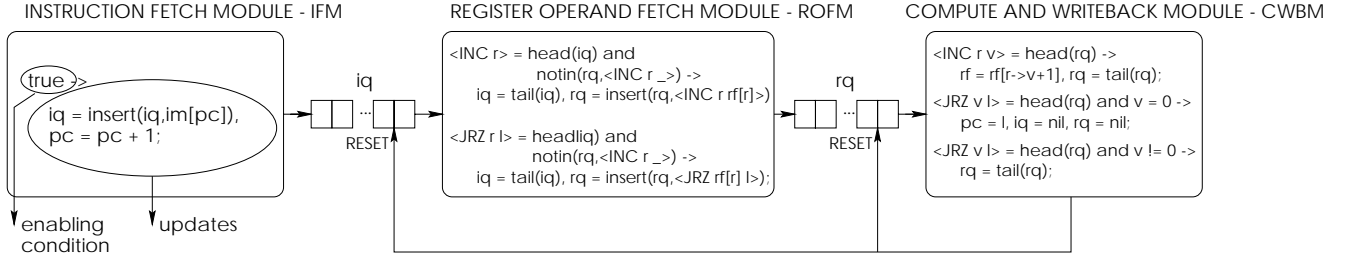 INSTRUCTION FETCH MODULE - IFM
true ->
iq = insert(iq,im[pc]),
pc = pc + 1;
enabling
condition
updates
iq
...
RESET
REGISTER OPERAND FETCH MODULE - ROFM
<INC r> = head(iq) and
notin(rq,<INC r _>) ->
iq = tail(iq), rq = insert(rq,<INC r rf[r]>)
<JRZ r l> = head|iq) and
notin(rq,<INC r _>) ->
iq = tail(iq), rq = insert(rq,<JRZ rf[r] l>);
rq
...
RESET
COMPUTE AND WRITEBACK MODULE - CWBM
<INC r v> = head(rq) ->
rf = rf[r->v+1], rq = tail(rq);
<JRZ v l> = head(rq) and v = 0 ->
pc = l, iq = nil, rq = nil;
<JRZ v l> = head(rq) and v != 0 ->
rq = tail(rq);